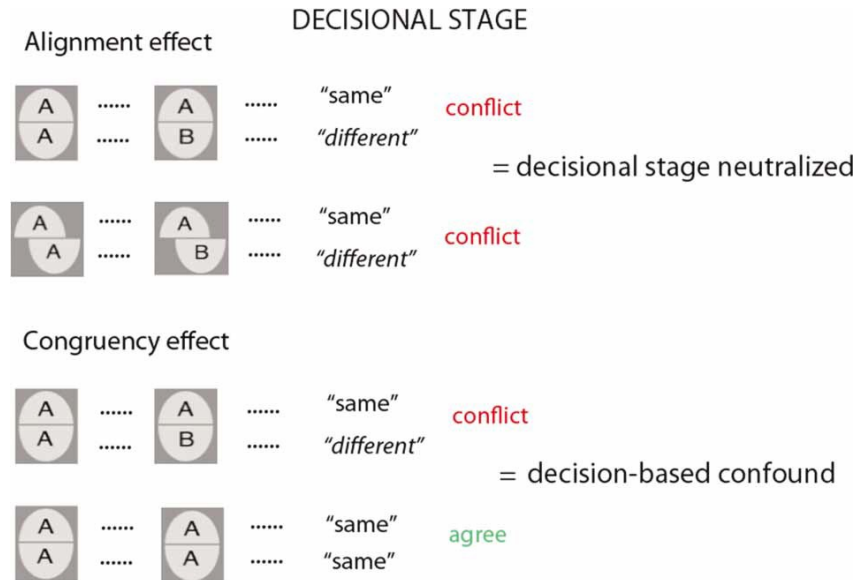 DECISIONAL STAGE
Alignment effect
A ...... A ...... “same” conflict
A ...... B ...... “different”
= decisional stage neutralized
A ...... A ...... “same”
A ...... B ...... “different” conflict
Congruency effect
A ...... A ...... “same” conflict
A ...... B ...... “different”
= decision-based confound
A ...... A ...... “same” agree
A ...... A ...... “same”